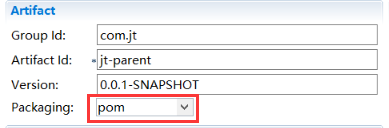 Artifact
Group Id: com.jt
Artifact Id: * jt-parent
Version: 0.0.1-SNAPSHOT
Packaging: pom